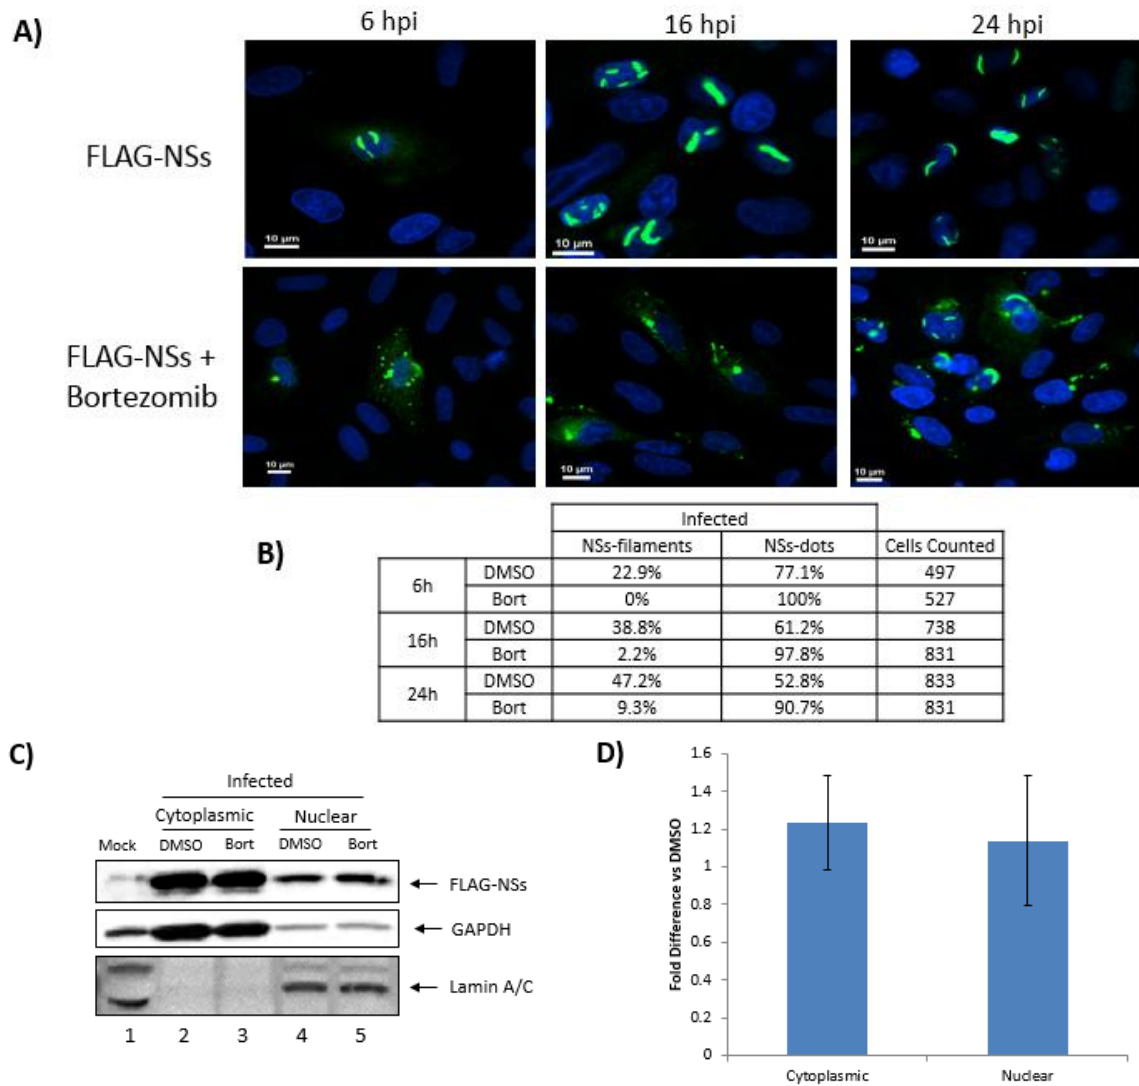 A)
6 hpi 16 hpi 24 hpi
FLAG-NSs
10 µm 10 µm 10 µm
FLAG-NSs +
Bortezomib
10 µm 10 µm 10 µm
B)
Infected
NSs-filaments NSs-dots Cells Counted
6h DMSO 22.9% 77.1% 497
Bort 0% 100% 527
16h DMSO 38.8% 61.2% 738
Bort 2.2% 97.8% 831
24h DMSO 47.2% 52.8% 833
Bort 9.3% 90.7% 831
C)
Infected
Cytoplasmic Nuclear
Mock DMSO Bort DMSO Bort
FLAG-NSs
GAPDH
Lamin A/C
1 2 3 4 5
D)
Fold Difference vs DMSO
1.6
1.4
1.2
1
0.8
0.6
0.4
0.2
0
Cytoplasmic Nuclear